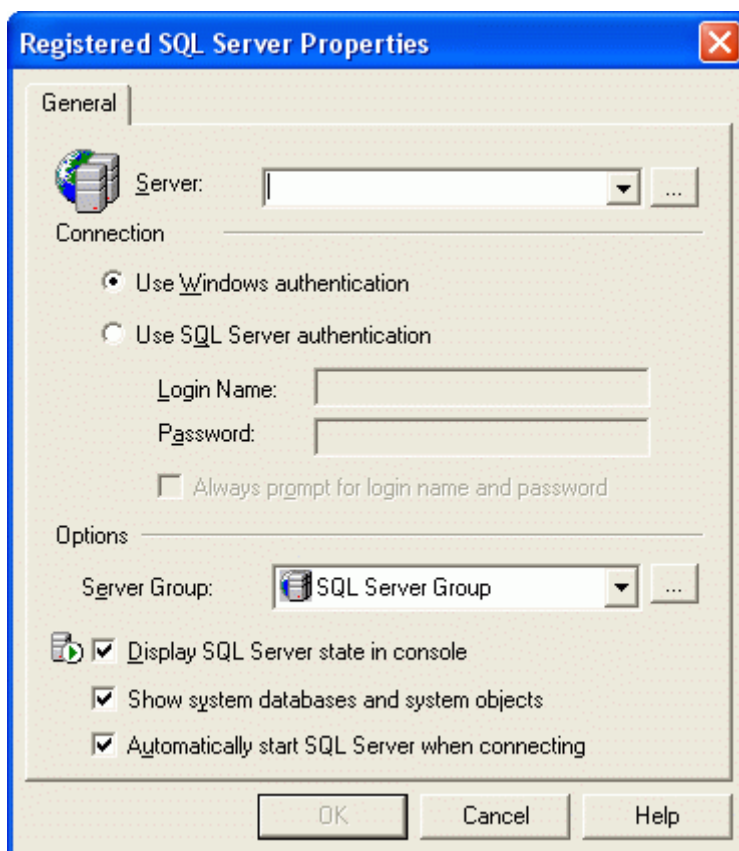 Registered SQL Server Properties
General
Server:
...
Connection
Use Windows authentication
Use SQL Server authentication
Login Name:
Password:
Always prompt for login name and password
Options
Server Group: SQL Server Group ...
Display SQL Server state in console
Show system databases and system objects
Automatically start SQL Server when connecting
OK Cancel Help